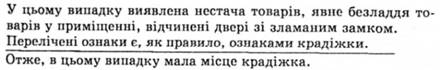 У цьому випадку виявлена нестача товарів, явне безладдя то-
варів у приміщенні, відчинені двері зі зламаним замком.
Перелічені ознаки є, як правило, ознаками крадіжки.
Отже, в цьому випадку мала місце крадіжка.